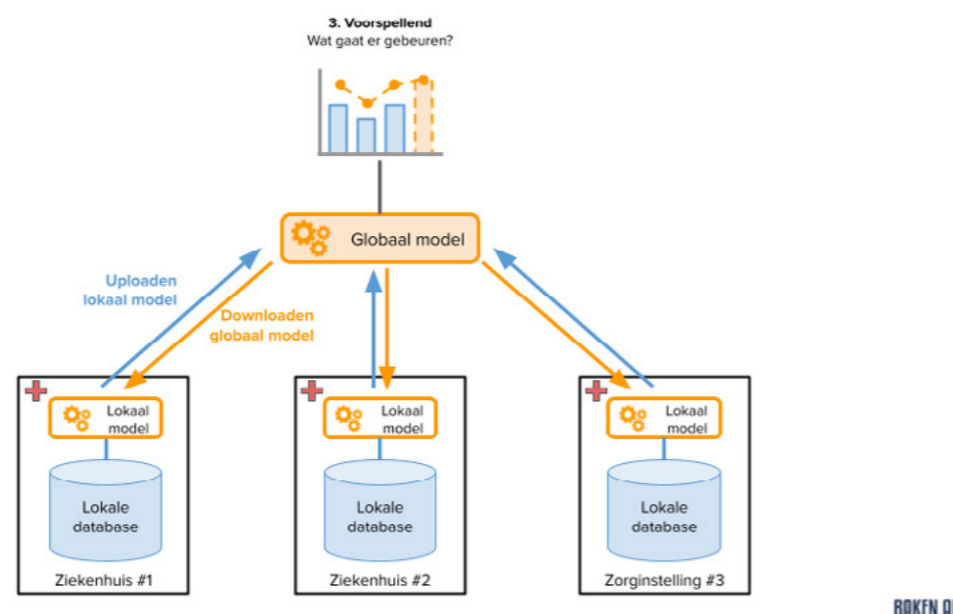 3. Voorspellend
Wat gaat er gebeuren?
Globaal model
Uploaden
lokaal model
Downloaden
globaal model
Lokaal
model
Lokale
database
Ziekenhuis #1
Lokaal
model
Lokale
database
Ziekenhuis #2
Lokaal
model
Lokale
database
Zorginstelling #3